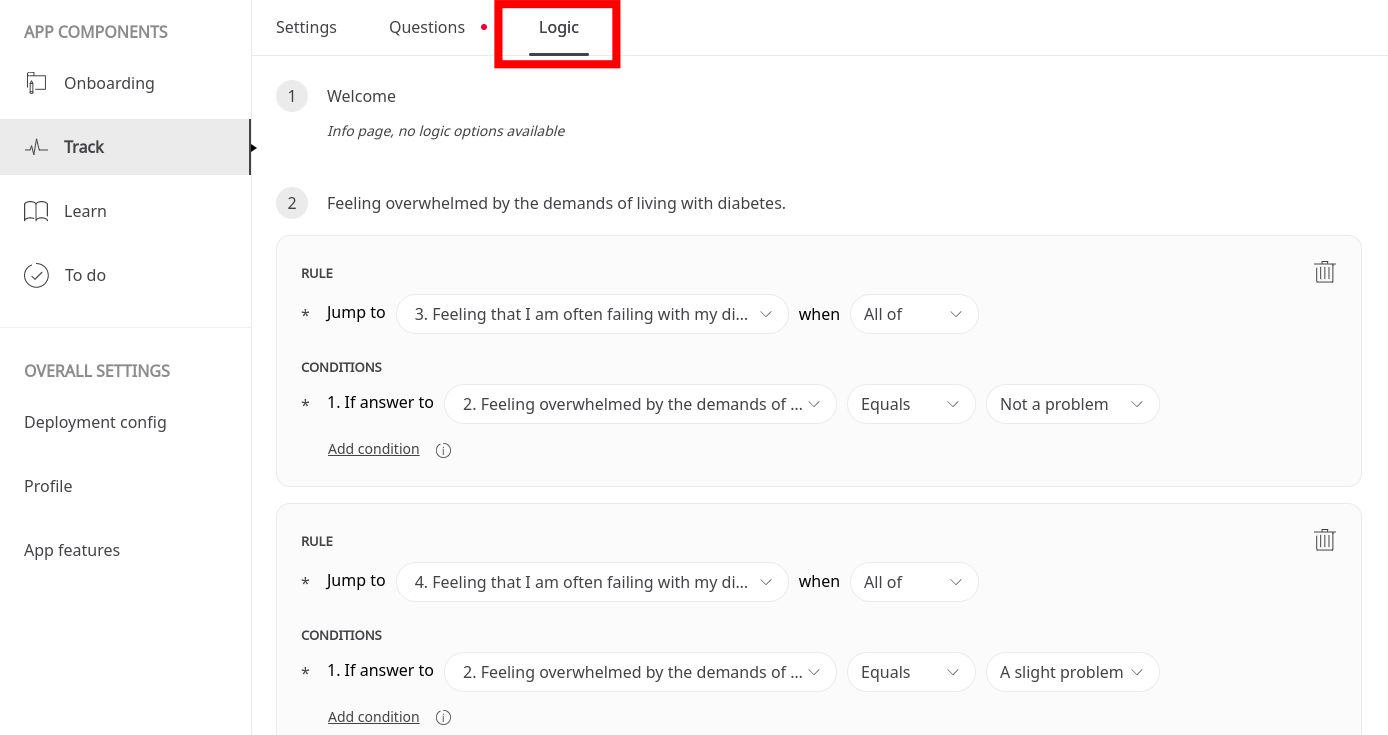 APP COMPONENTS
Onboarding
Track
Learn
To do
OVERALL SETTINGS
Deployment config
Profile
App features
Settings Questions Logic
1 Welcome
Info page, no logic options available
2 Feeling overwhelmed by the demands of living with diabetes.
RULE
* Jump to 3. Feeling that I am often failing with my di... when All of
CONDITIONS
* 1. If answer to 2. Feeling overwhelmed by the demands of ... Equals Not a problem
Add condition
RULE
* Jump to 4. Feeling that I am often failing with my di... when All of
CONDITIONS
* 1. If answer to 2. Feeling overwhelmed by the demands of ... Equals A slight problem
Add condition